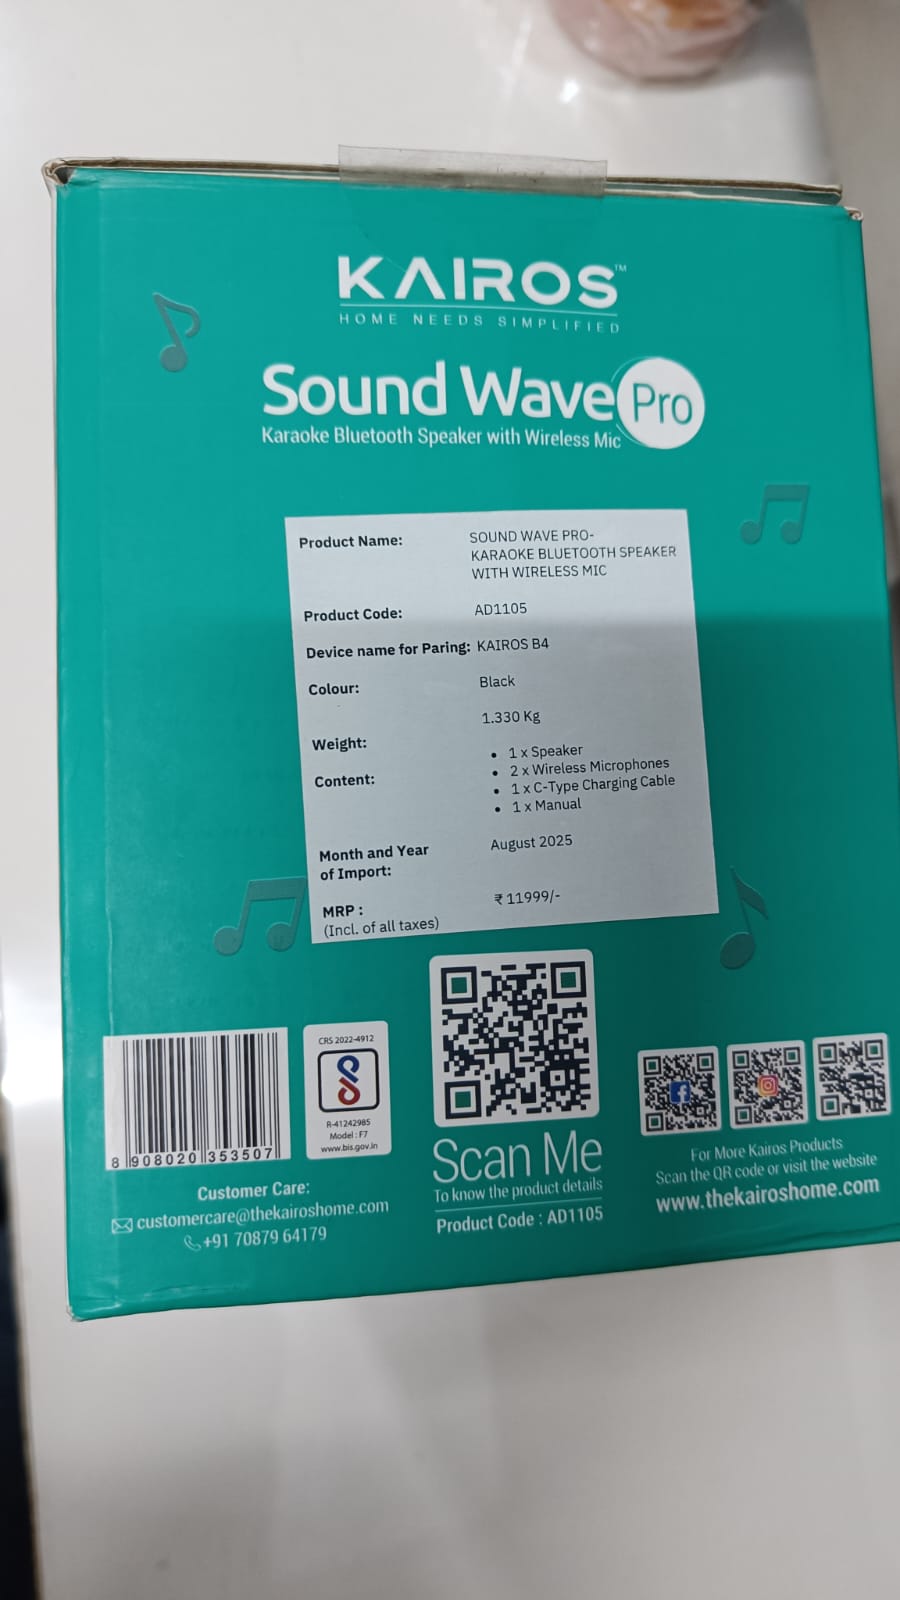 KAIROS™
HOME NEEDS SIMPLIFIED
Sound Wave Pro
Karaoke Bluetooth Speaker with Wireless Mic
Product Name: SOUND WAVE PRO-
KARAOKE BLUETOOTH SPEAKER
WITH WIRELESS MIC
Product Code: AD1105
Device name for Paring: KAIROS B4
Colour: Black
Weight: 1.330 Kg
Content: • 1 x Speaker
• 2 x Wireless Microphones
• 1 x C-Type Charging Cable
• 1 x Manual
Month and Year
of Import: August 2025
MRP : ₹ 11999/-
(Incl. of all taxes)
8 908020 353507
CRS 2022-4912
R-41242985
Model : F7
www.bis.gov.in
Customer Care:
customercare@thekairoshome.com
+91 70879 64179
Scan Me
To know the product details
Product Code : AD1105
For More Kairos Products
Scan the QR code or visit the website
www.thekairoshome.com